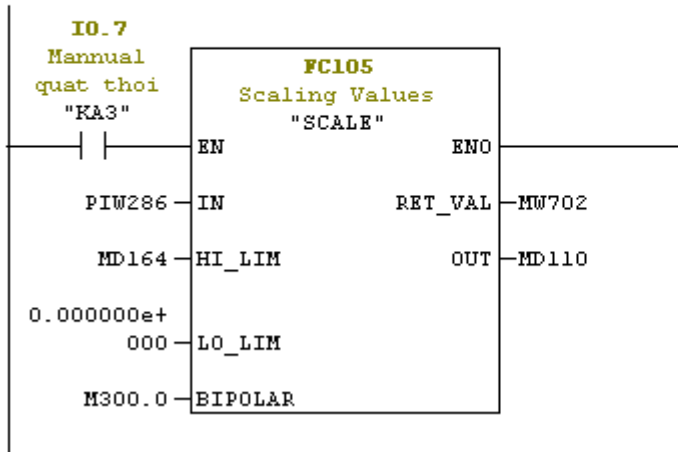 I0.7
Mannual
quat thoi
"KA3"
FC105
Scaling Values
"SCALE"
EN
ENO
PIW286
IN
RET_VAL
MW702
MD164
HI_LIM
OUT
MD110
0.000000e+
000
LO_LIM
M300.0
BIPOLAR